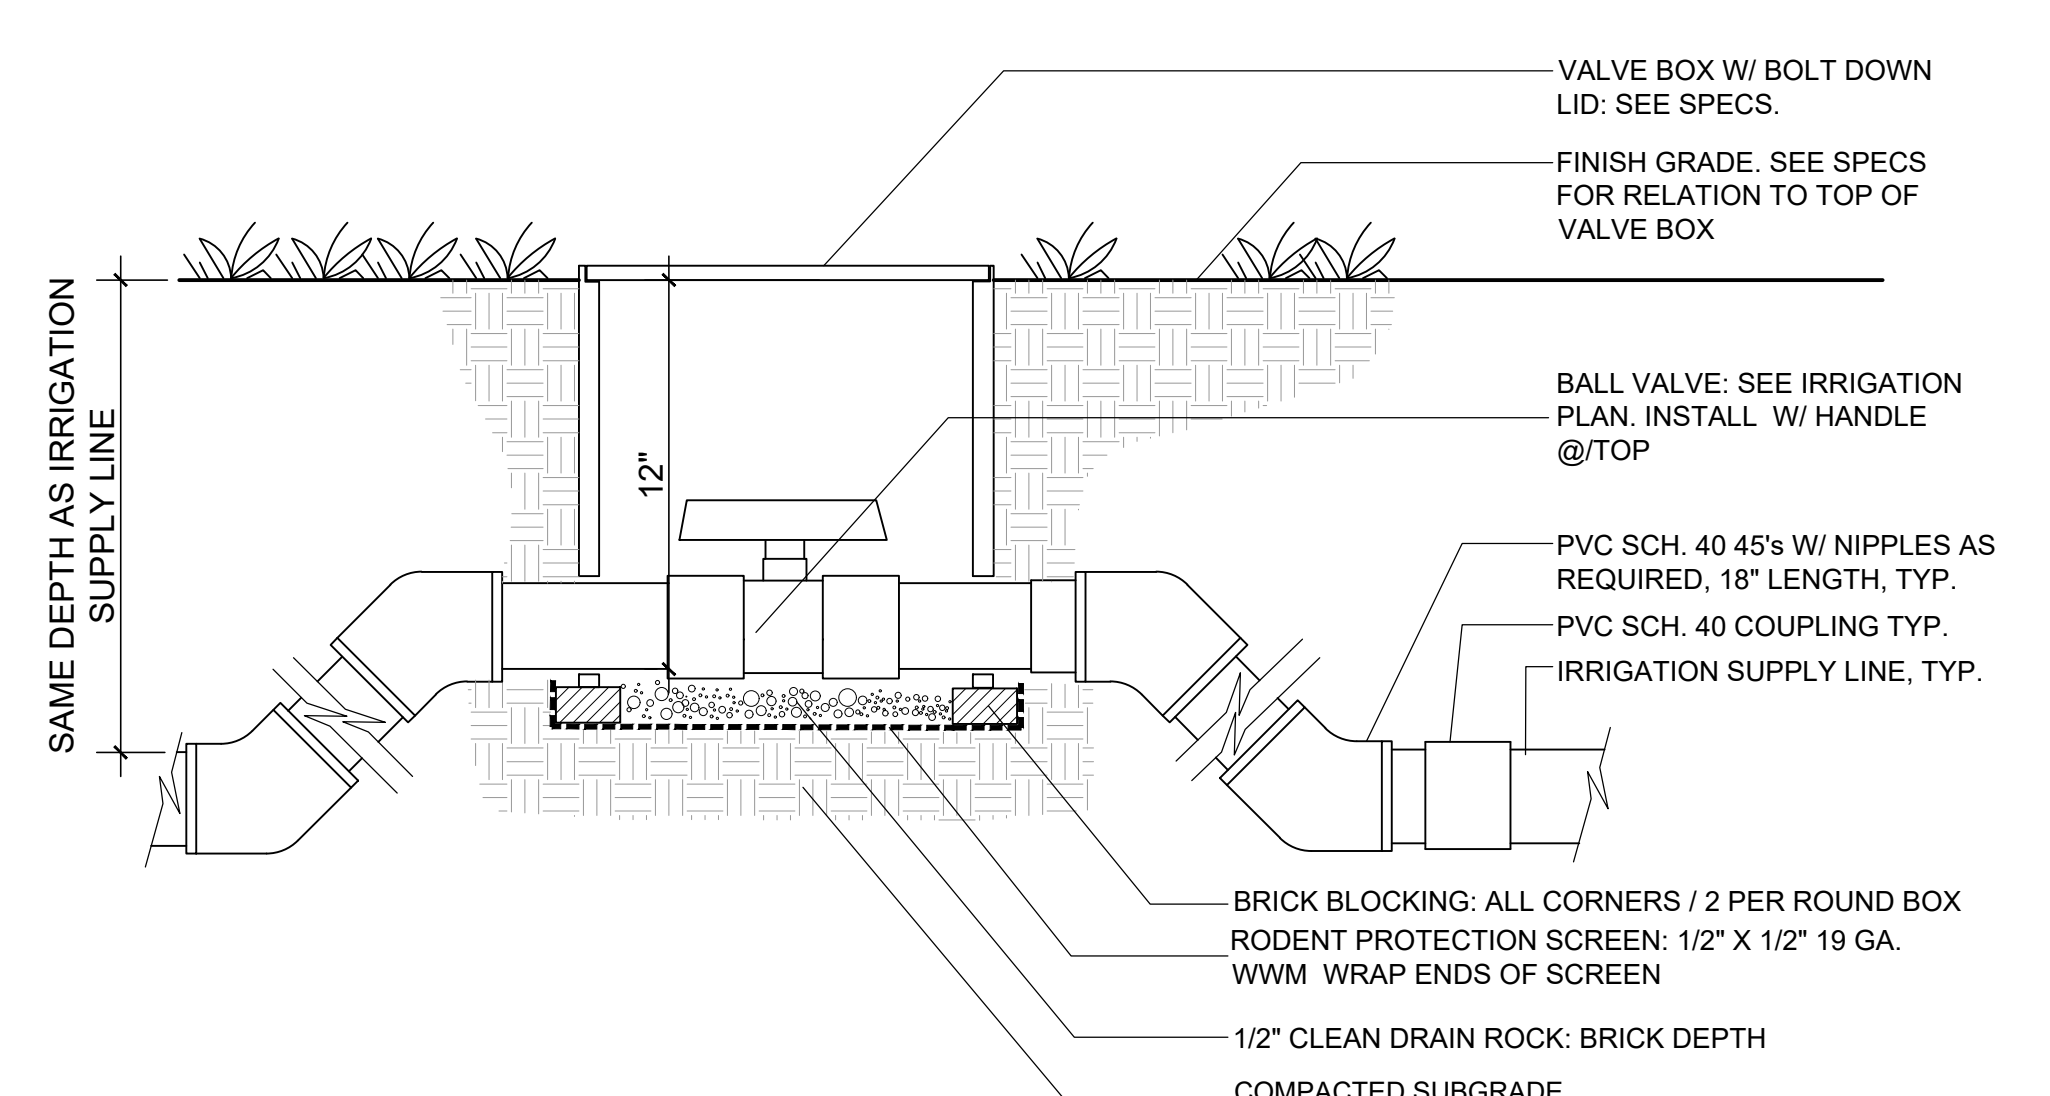 VALVE BOX W/ BOLT DOWN
LID: SEE SPECS.
FINISH GRADE. SEE SPECS
FOR RELATION TO TOP OF
VALVE BOX
BALL VALVE: SEE IRRIGATION
PLAN. INSTALL W/ HANDLE
@/TOP
SAME DEPTH AS IRRIGATION
SUPPLY LINE
12"
PVC SCH. 40 45's W/ NIPPLES AS
REQUIRED, 18" LENGTH, TYP.
PVC SCH. 40 COUPLING TYP.
IRRIGATION SUPPLY LINE, TYP.
BRICK BLOCKING: ALL CORNERS / 2 PER ROUND BOX
RODENT PROTECTION SCREEN: 1/2" X 1/2" 19 GA.
WWM WRAP ENDS OF SCREEN
1/2" CLEAN DRAIN ROCK: BRICK DEPTH
COMPACTED SUBGRADE